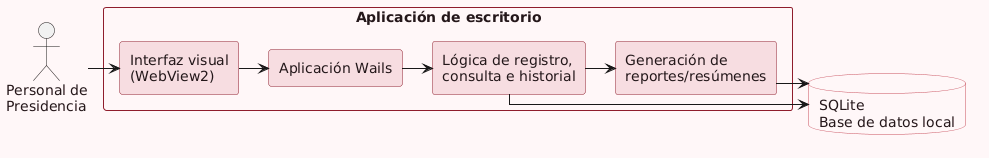 Aplicación de escritorio
Personal de
Presidencia
Interfaz visual
(WebView2)
Aplicación Wails
Lógica de registro,
consulta e historial
Generación de
reportes/resúmenes
SQLite
Base de datos local